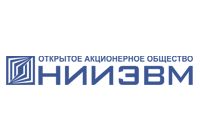 ОТКРЫТОЕ АКЦИОНЕРНОЕ ОБЩЕСТВО
НИИЭВМ